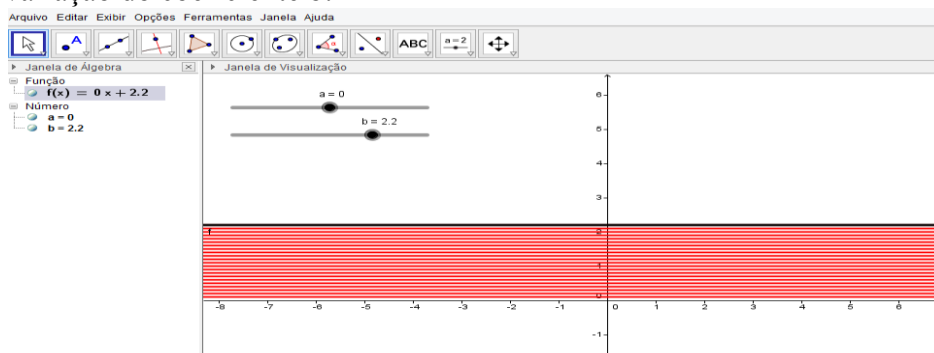 Arquivo Editar Exibir Opções Ferramentas Janela Ajuda
A
α
ABC
a=2
Janela de Álgebra
Janela de Visualização
Função
f(x) = 0 x + 2.2
Número
a = 0
b = 2.2
a = 0
b = 2.2
f
6
5
4
3
2
1
0
-1
-8 -7 -6 -5 -4 -3 -2 -1 0 1 2 3 4 5 6